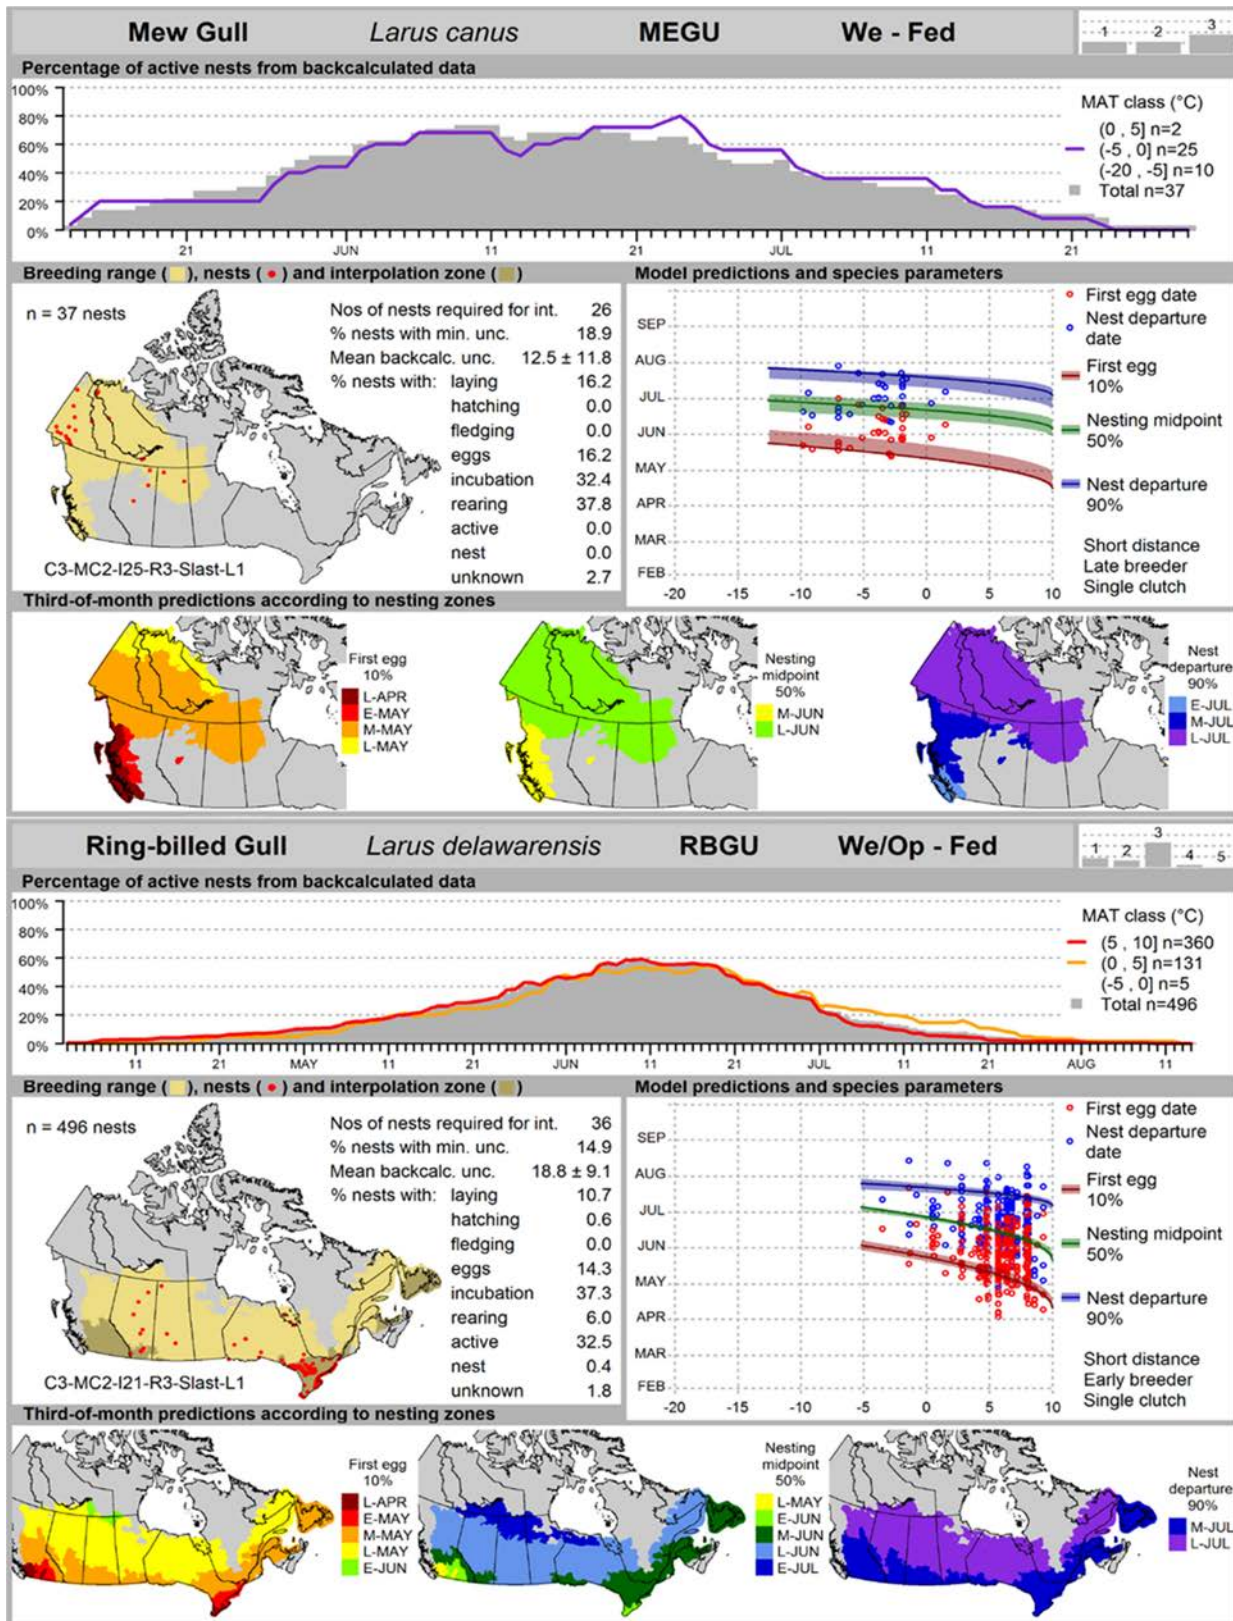 Mew Gull Larus canus MEGU We - Fed
1 2 3
Percentage of active nests from backcalculated data
100%
80%
60%
40%
20%
0%
21 JUN 11 21 JUL 11 21
MAT class (°C)
(0 , 5] n=2
(-5 , 0] n=25
(-20 , -5] n=10
Total n=37
Breeding range ( ), nests ( ) and interpolation zone ( )
n = 37 nests
Nos of nests required for int. 26
% nests with min. unc. 18.9
Mean backcalc. unc. 12.5 ± 11.8
% nests with: laying 16.2
hatching 0.0
fledging 0.0
eggs 16.2
incubation 32.4
rearing 37.8
active 0.0
nest 0.0
unknown 2.7
C3-MC2-I25-R3-Slast-L1
Model predictions and species parameters
SEP
AUG
JUL
JUN
MAY
APR
MAR
FEB
-20 -15 -10 -5 0 5 10
First egg date
Nest departure
date
First egg
10%
Nesting midpoint
50%
Nest departure
90%
Short distance
Late breeder
Single clutch
Third-of-month predictions according to nesting zones
First egg
10%
L-APR
E-MAY
M-MAY
L-MAY
Nesting
midpoint
50%
M-JUN
L-JUN
Nest
departure
90%
E-JUL
M-JUL
L-JUL
Ring-billed Gull Larus delawarensis RBGU We/Op - Fed
1 2 3 4 5
Percentage of active nests from backcalculated data
100%
80%
60%
40%
20%
0%
11 21 MAY 11 21 JUN 11 21 JUL 11 21 AUG 11
MAT class (°C)
(5 , 10] n=360
(0 , 5] n=131
(-5 , 0] n=5
Total n=496
Breeding range ( ), nests ( ) and interpolation zone ( )
n = 496 nests
Nos of nests required for int. 36
% nests with min. unc. 14.9
Mean backcalc. unc. 18.8 ± 9.1
% nests with: laying 10.7
hatching 0.6
fledging 0.0
eggs 14.3
incubation 37.3
rearing 6.0
active 32.5
nest 0.4
unknown 1.8
C3-MC2-I21-R3-Slast-L1
Model predictions and species parameters
SEP
AUG
JUL
JUN
MAY
APR
MAR
FEB
-20 -15 -10 -5 0 5 10
First egg date
Nest departure
date
First egg
10%
Nesting midpoint
50%
Nest departure
90%
Short distance
Early breeder
Single clutch
Third-of-month predictions according to nesting zones
First egg
10%
L-APR
E-MAY
M-MAY
L-MAY
E-JUN
Nesting
midpoint
50%
L-MAY
E-JUN
M-JUN
L-JUN
E-JUL
Nest
departure
90%
M-JUL
L-JUL